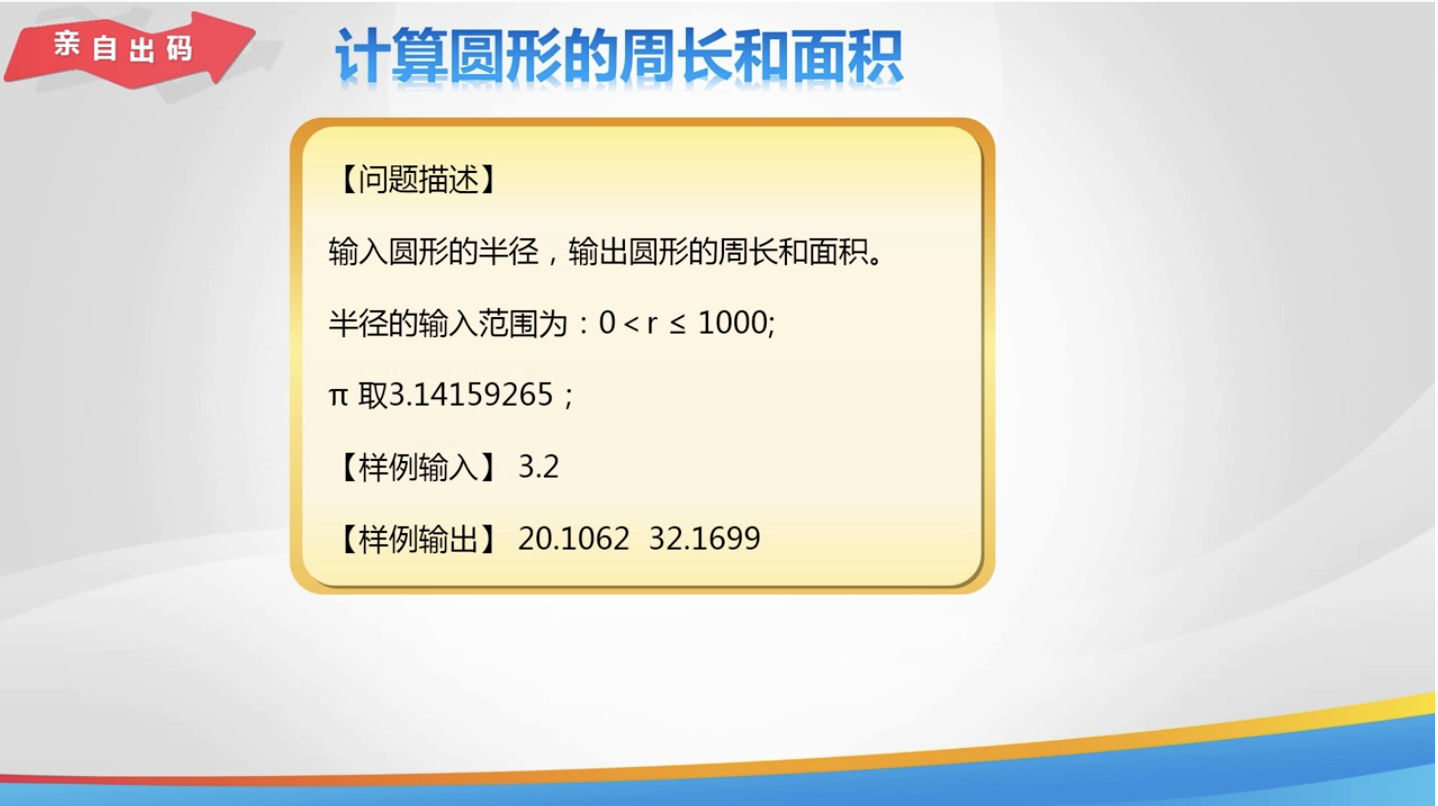 亲自出码
计算圆形的周长和面积
【问题描述】
输入圆形的半径，输出圆形的周长和面积。
半径的输入范围为：0 < r ≤ 1000;
π 取3.14159265；
【样例输入】 3.2
【样例输出】 20.1062  32.1699